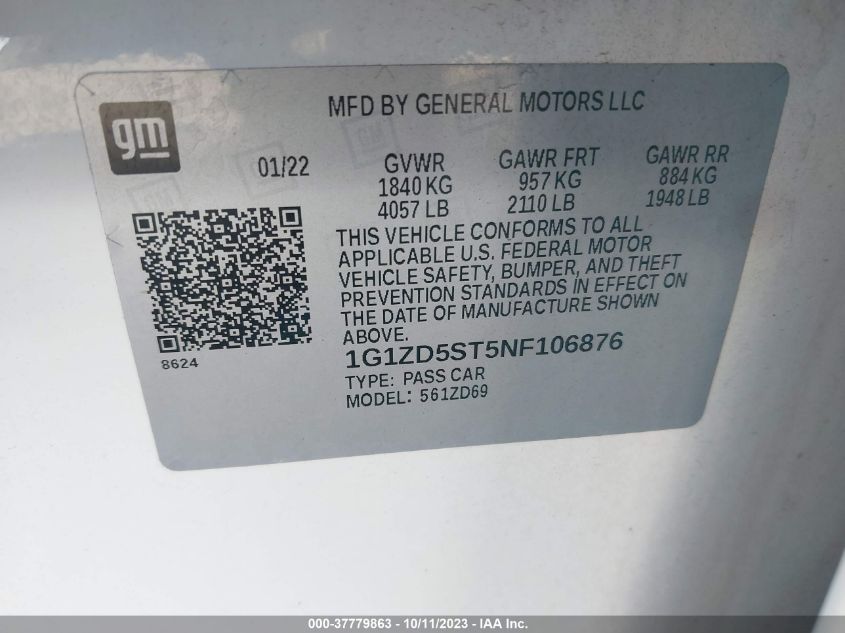 MFD BY GENERAL MOTORS LLC
gm
01/22 GVWR GAWR FRT GAWR RR
1840 KG 957 KG 884 KG
4057 LB 2110 LB 1948 LB
THIS VEHICLE CONFORMS TO ALL
APPLICABLE U.S. FEDERAL MOTOR
VEHICLE SAFETY, BUMPER, AND THEFT
PREVENTION STANDARDS IN EFFECT ON
THE DATE OF MANUFACTURE SHOWN
ABOVE.
8624
1G1ZD5ST5NF106876
TYPE: PASS CAR
MODEL: 561ZD69
000-37779863 - 10/11/2023 - IAA Inc.